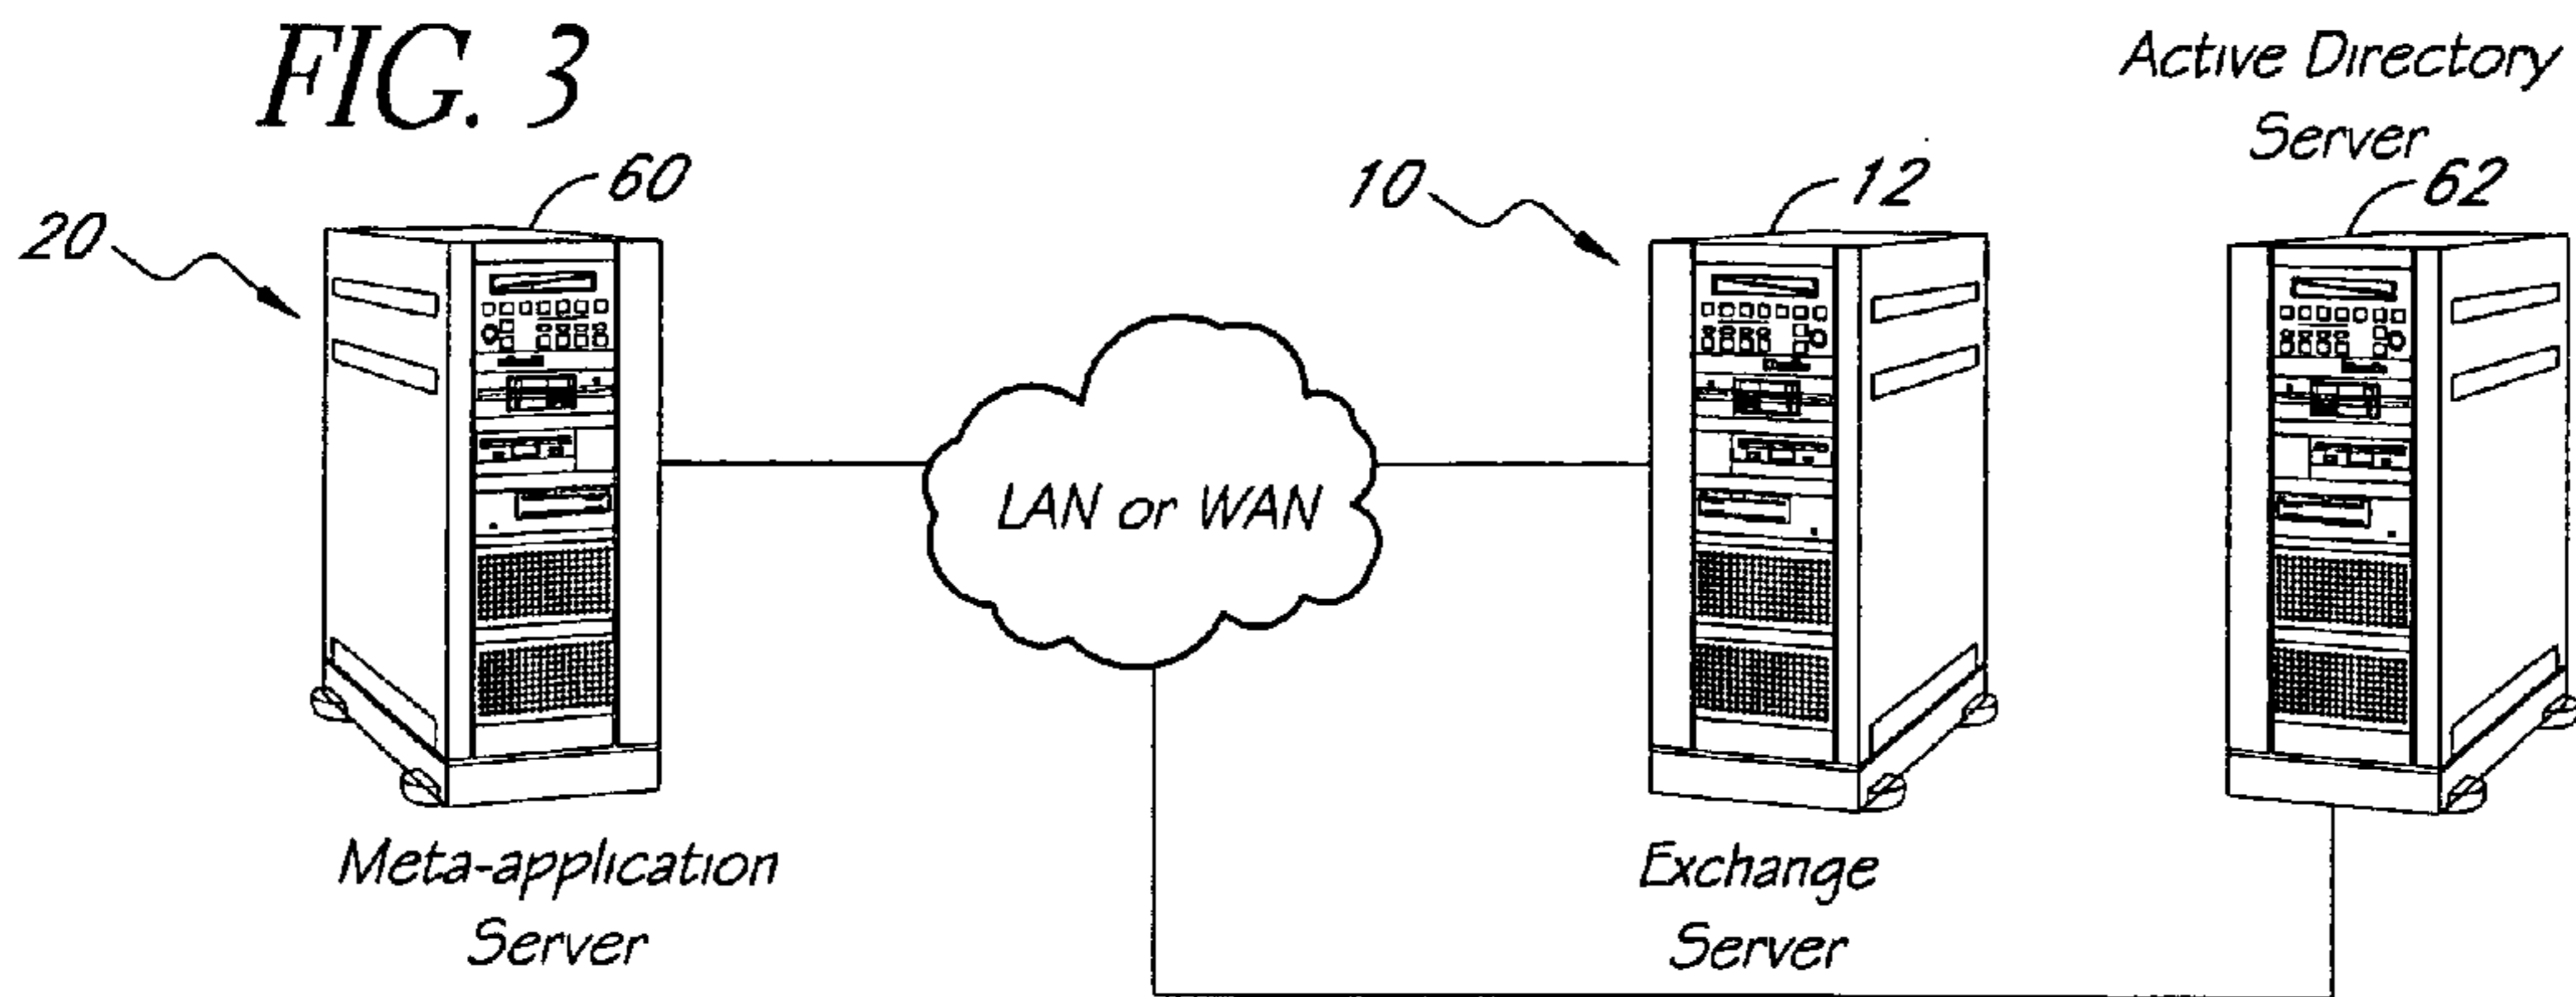 FIG. 3
Active Directory
Server
60
10
12
62
20
LAN or WAN
Meta-application
Server
Exchange
Server